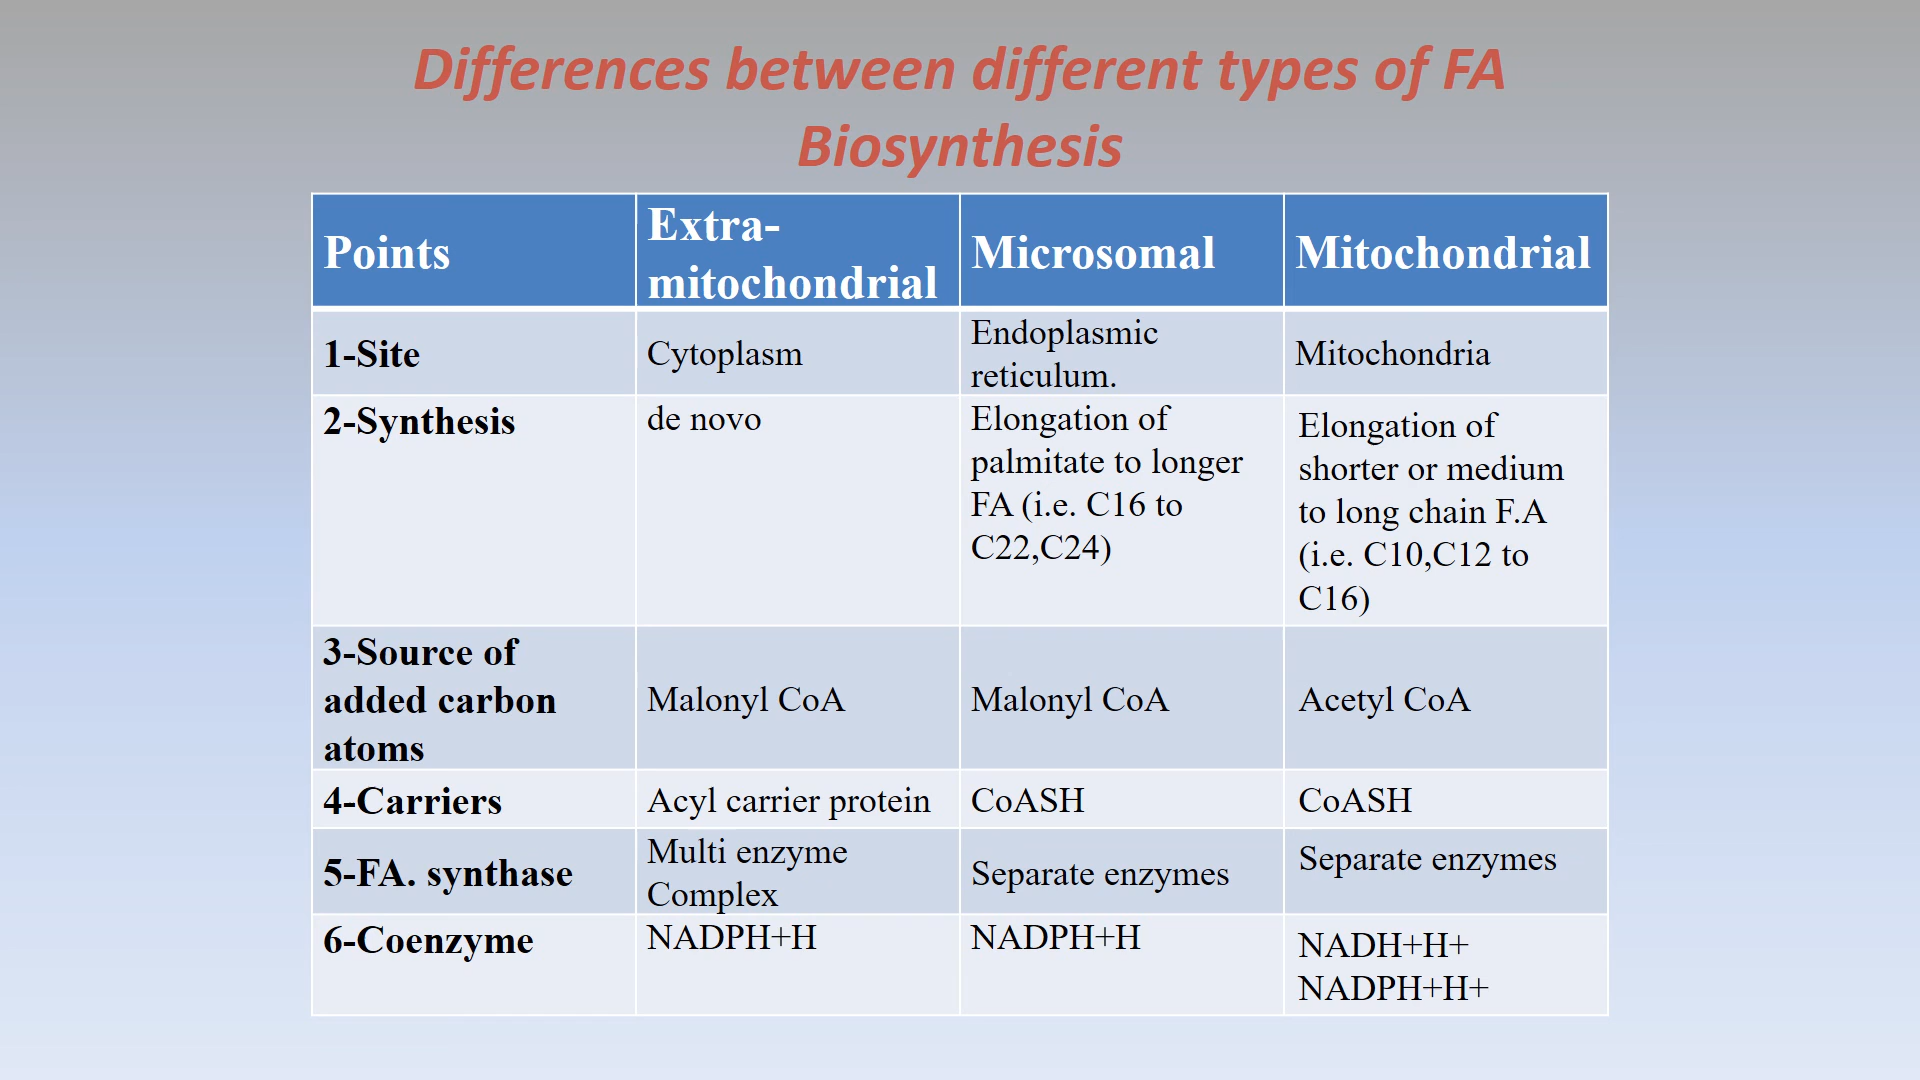 Differences between different types of FA
Biosynthesis
Points
Extra-
mitochondrial
Microsomal
Mitochondrial
1-Site
Cytoplasm
Endoplasmic
reticulum.
Mitochondria
2-Synthesis
de novo
Elongation of
palmitate to longer
FA (i.e. C16 to
C22,C24)
Elongation of
shorter or medium
to long chain F.A
(i.e. C10,C12 to
C16)
3-Source of
added carbon
atoms
Malonyl CoA
Malonyl CoA
Acetyl CoA
4-Carriers
Acyl carrier protein
CoASH
CoASH
5-FA. synthase
Multi enzyme
Complex
Separate enzymes
Separate enzymes
6-Coenzyme
NADPH+H
NADPH+H
NADH+H+
NADPH+H+